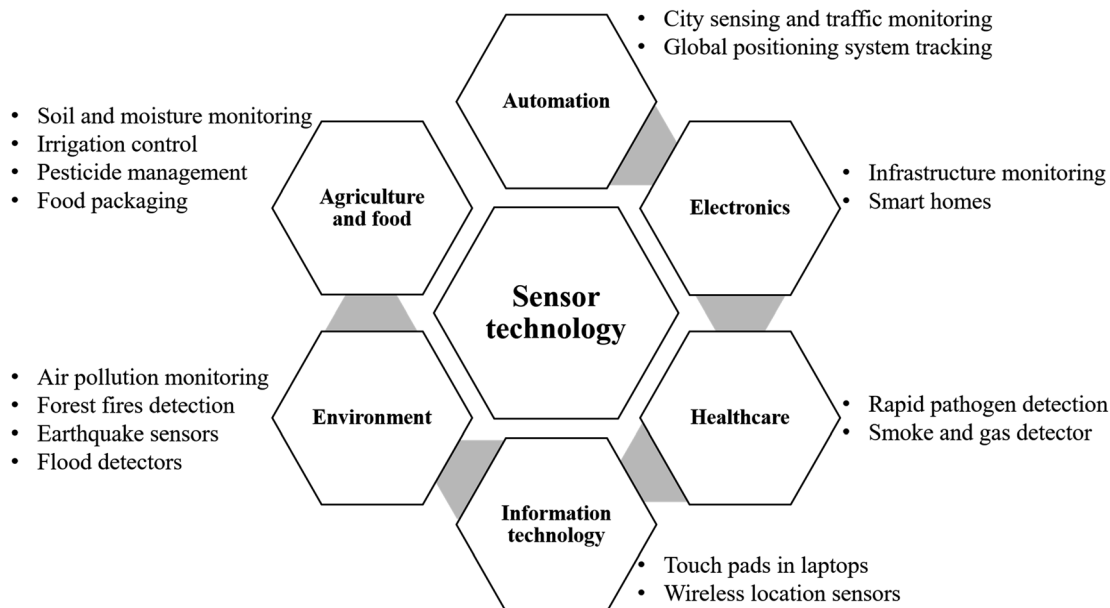 Automation
• City sensing and traffic monitoring
• Global positioning system tracking
Electronics
• Infrastructure monitoring
• Smart homes
Healthcare
• Rapid pathogen detection
• Smoke and gas detector
Information
technology
• Touch pads in laptops
• Wireless location sensors
Environment
• Air pollution monitoring
• Forest fires detection
• Earthquake sensors
• Flood detectors
Agriculture
and food
• Soil and moisture monitoring
• Irrigation control
• Pesticide management
• Food packaging
Sensor
technology